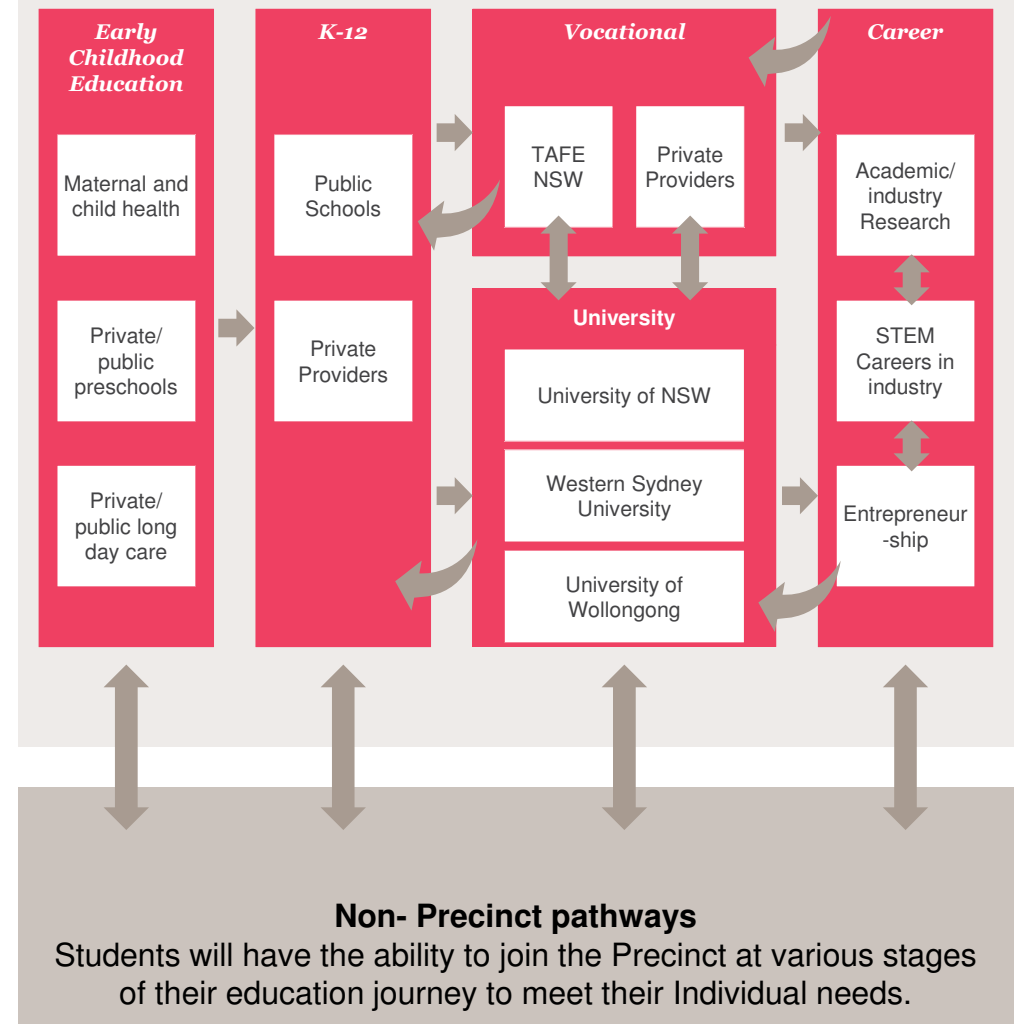 Early
Childhood
Education
Maternal and
child health
Private/
public
preschools
Private/
public long
day care
K-12
Public
Schools
Private
Providers
Vocational
TAFE
NSW
Private
Providers
University
University of NSW
Western Sydney
University
University of
Wollongong
Career
Academic/
industry
Research
STEM
Careers in
industry
Entrepreneur
-ship
Non- Precinct pathways
Students will have the ability to join the Precinct at various stages
of their education journey to meet their Individual needs.